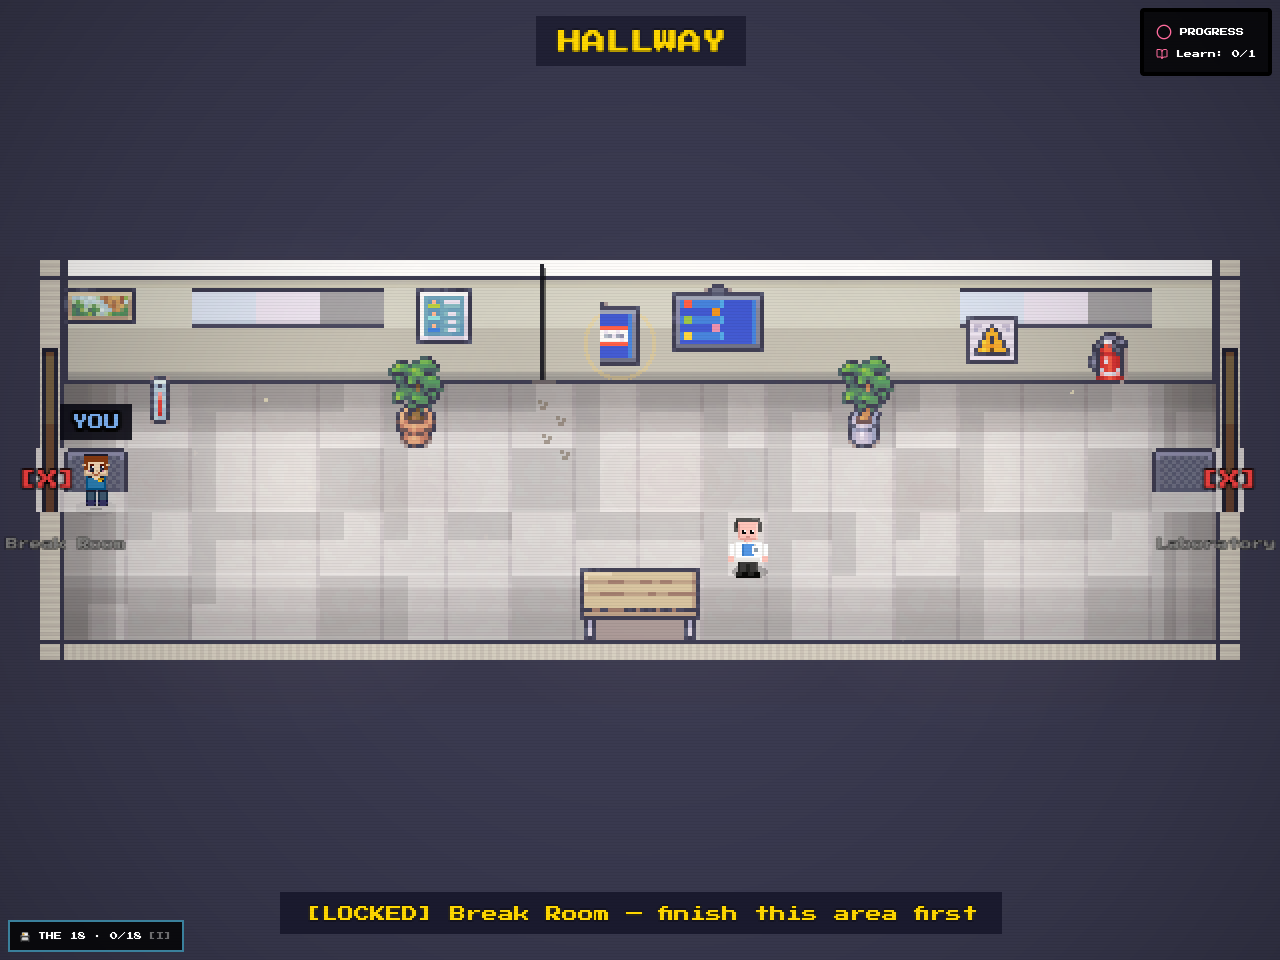 HALLWAY
PROGRESS
Learn: 0/1
YOU
[X]
[X]
Break Room
Laboratory
[LOCKED] Break Room — finish this area first
THE 18 · 0/18 [I]